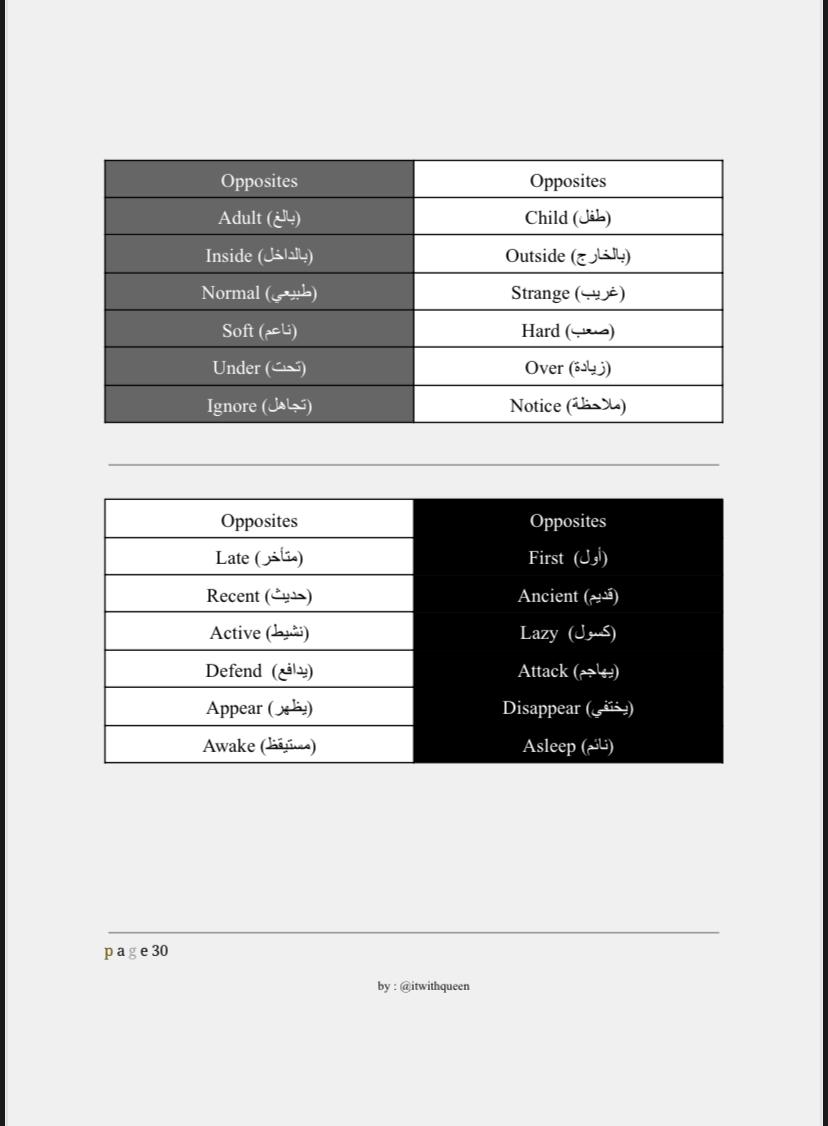 Opposites Opposites
Adult (بالغ) Child (طفل)
Inside (بالداخل) Outside (بالخارج)
Normal (طبيعي) Strange (غريب)
Soft (ناعم) Hard (صعب)
Under (تحت) Over (زيادة)
Ignore (تجاهل) Notice (ملاحظة)
Opposites Opposites
Late (متأخر) First (أول)
Recent (حديث) Ancient (قديم)
Active (نشيط) Lazy (كسول)
Defend (يدافع) Attack (يهاجم)
Appear (يظهر) Disappear (يختفي)
Awake (مستيقظ) Asleep (نائم)
page 30
by : @itwithqueen